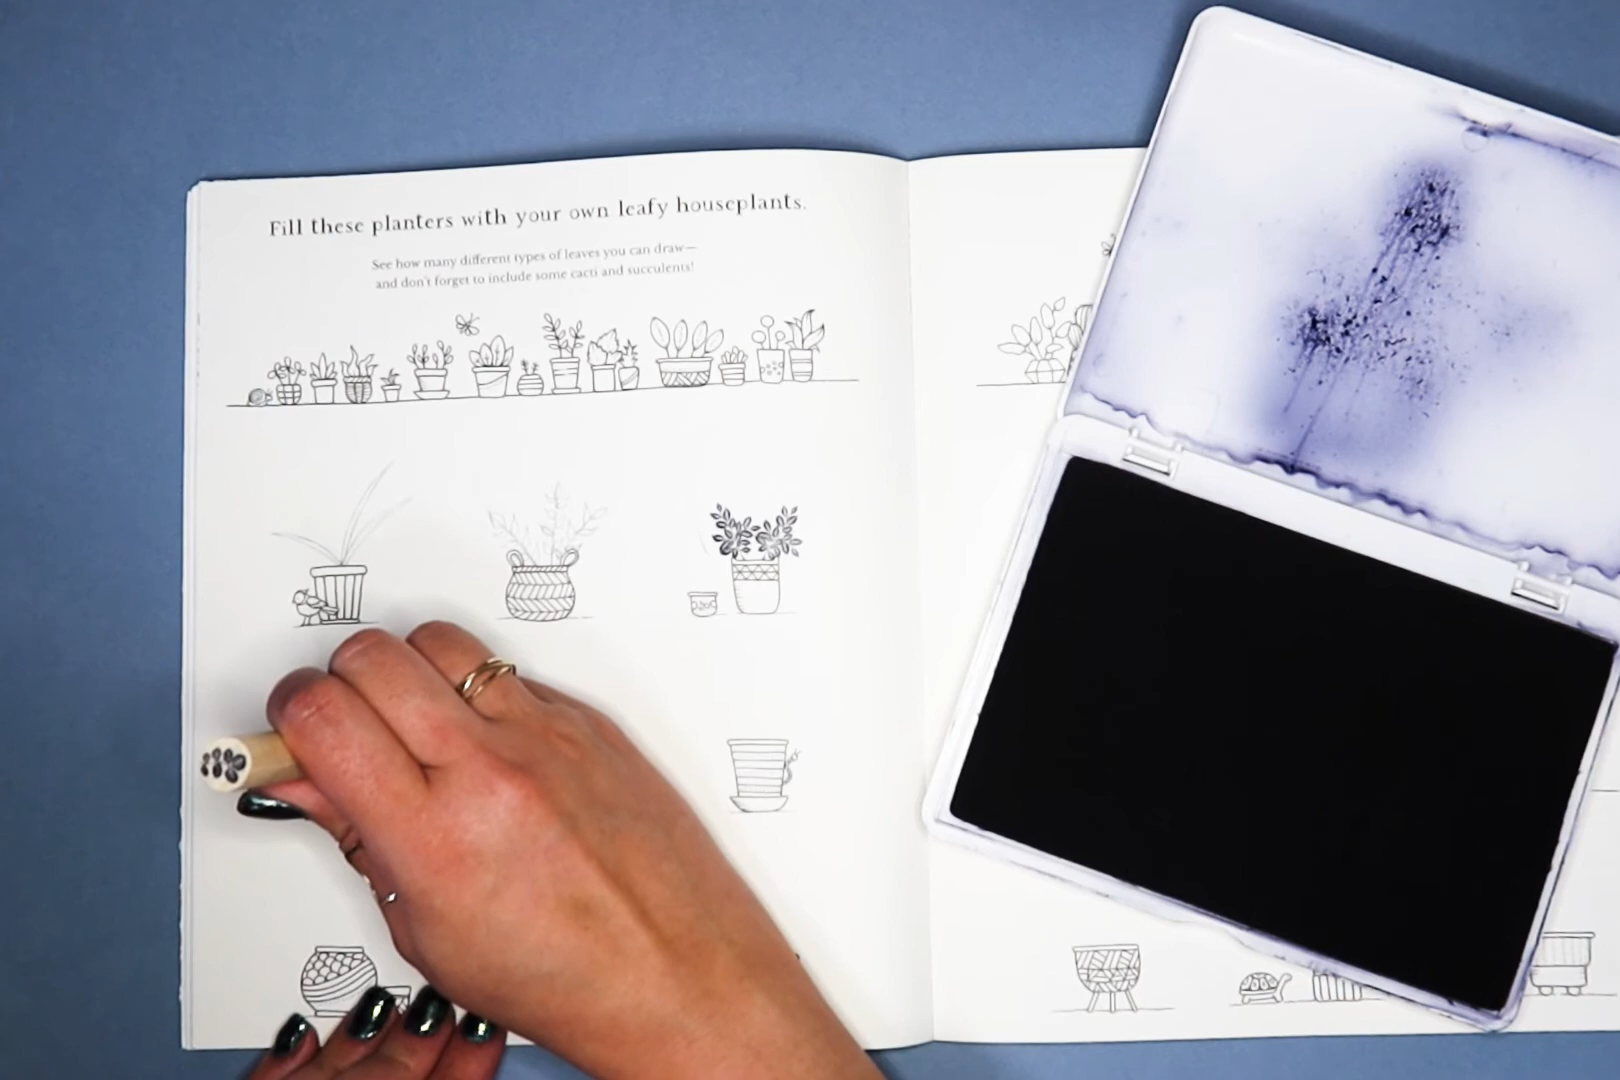 Fill these planters with your own leafy houseplants.
See how many different types of leaves you can draw—
and don't forget to include some cacti and succulents!